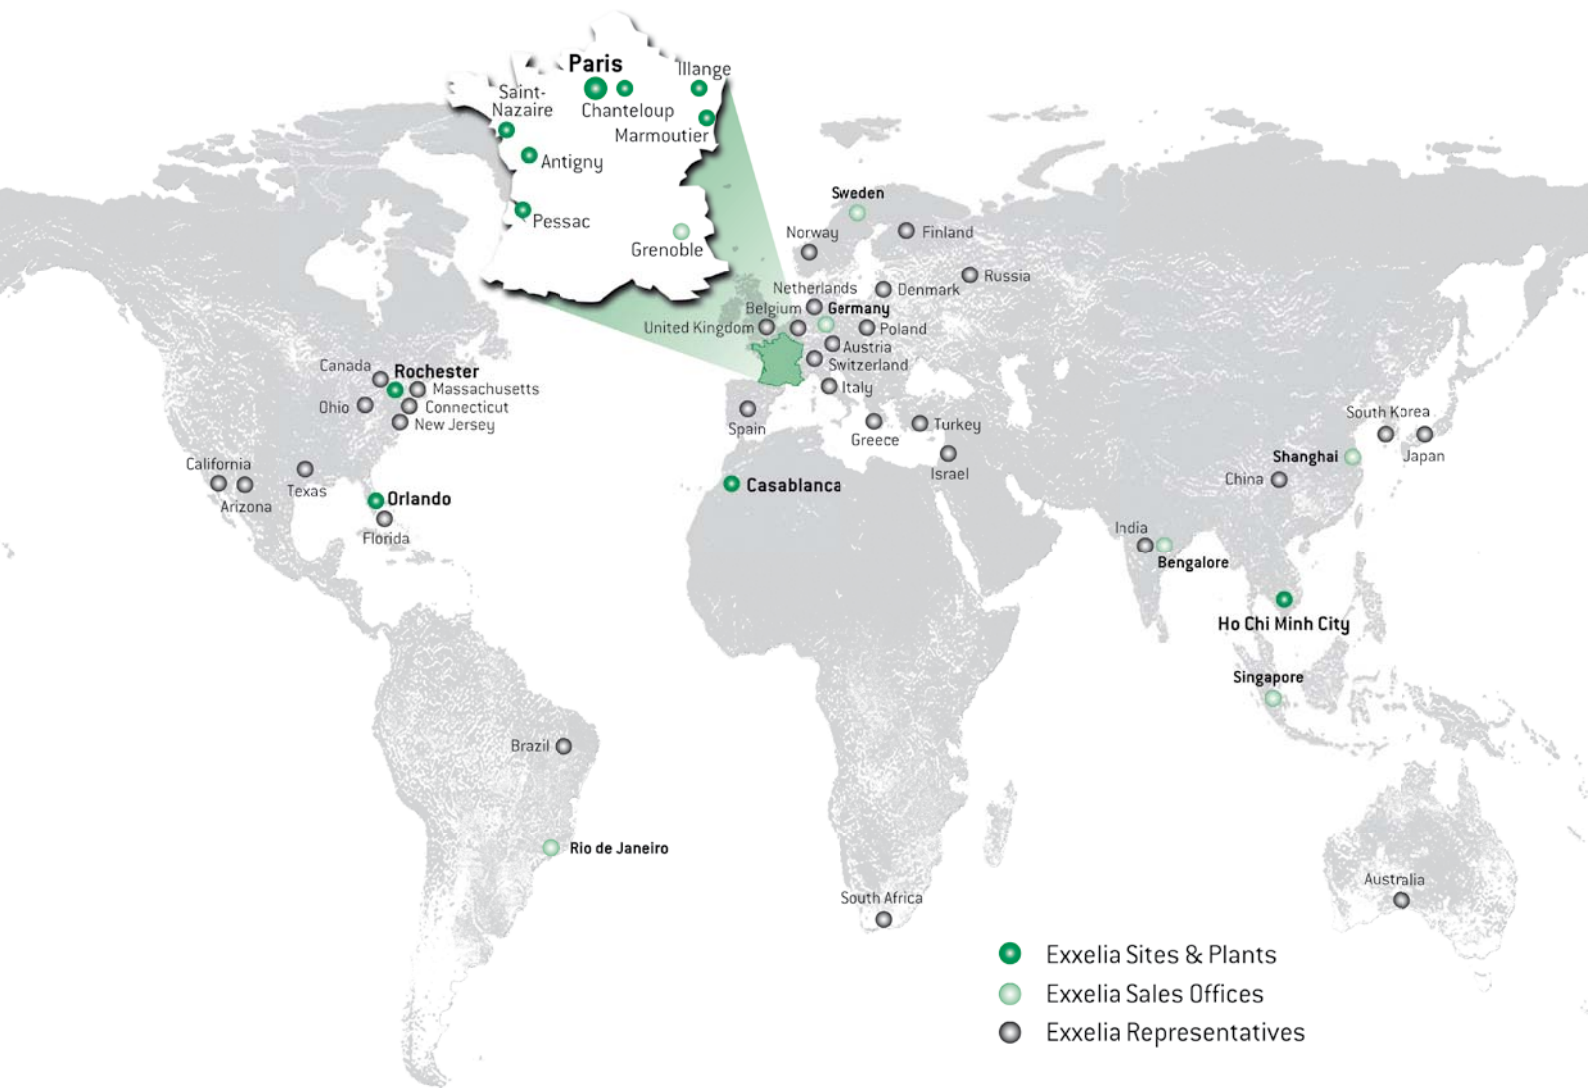 Paris
Illange
Saint-
Nazaire
Chanteloup
Marmoutier
Antigny
Pessac
Grenoble
Sweden
Norway
Finland
Russia
Netherlands
Denmark
Belgium
Germany
United Kingdom
Poland
Austria
Switzerland
Italy
Spain
Greece
Turkey
Israel
Canada
Rochester
Massachusetts
Ohio
Connecticut
New Jersey
California
Texas
Arizona
Orlando
Florida
Casablanca
South Korea
Shanghai
Japan
China
India
Bengalore
Ho Chi Minh City
Singapore
Brazil
Rio de Janeiro
South Africa
Australia
Exxelia Sites & Plants
Exxelia Sales Offices
Exxelia Representatives